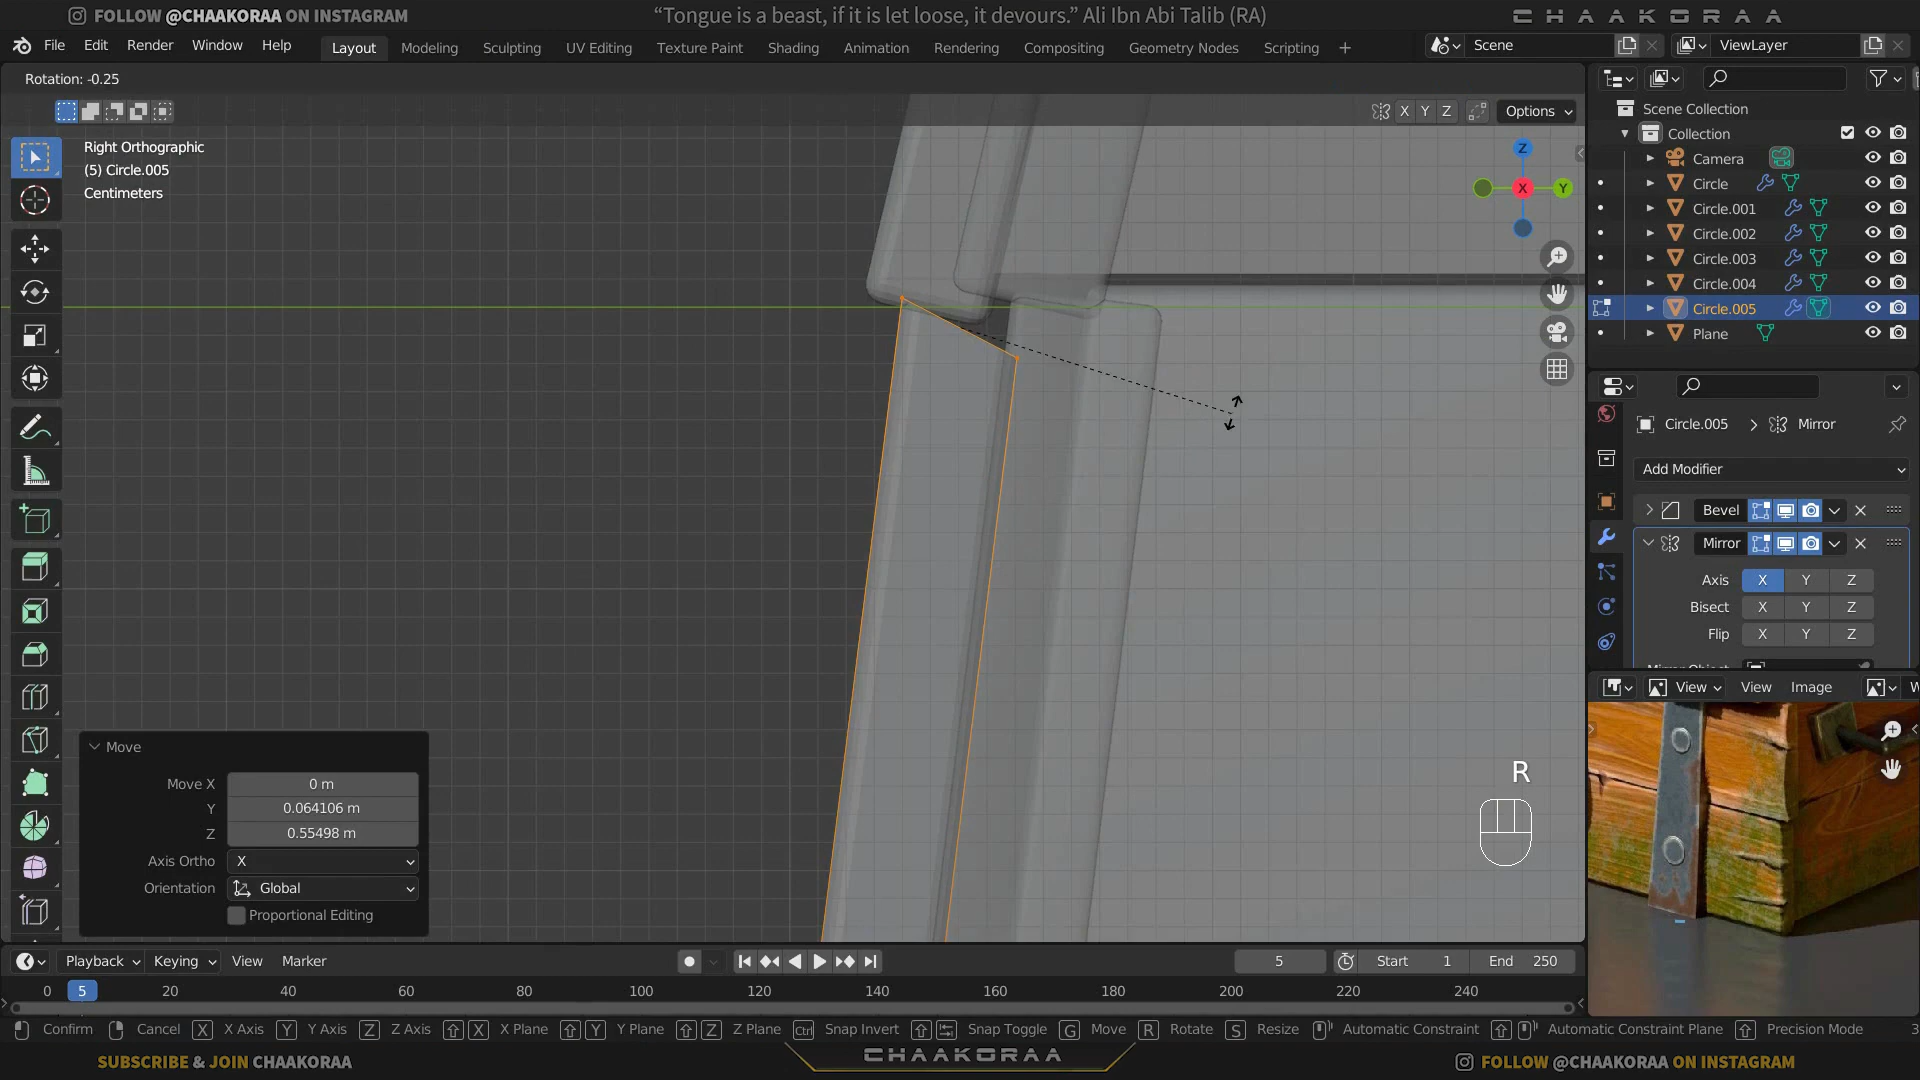 FOLLOW @CHAAKORAA ON INSTAGRAM
“Tongue is a beast, if it is let loose, it devours.” Ali Ibn Abi Talib (RA)
CHAAKORAA
File Edit Render Window Help
Layout Modeling Sculpting UV Editing Texture Paint Shading Animation Rendering Compositing Geometry Nodes Scripting
Scene
ViewLayer
Rotation: -0.25
X Y Z
Options
Right Orthographic
(5) Circle.005
Centimeters
Z
X
Y
Scene Collection
Collection
Camera
Circle
Circle.001
Circle.002
Circle.003
Circle.004
Circle.005
Plane
Circle.005 > Mirror
Add Modifier
Bevel
Mirror
Axis X Y Z
Bisect X Y Z
Flip X Y Z
View View Image
R
Move
Move X 0 m
Y 0.064106 m
Z 0.55498 m
Axis Ortho X
Orientation Global
Proportional Editing
Playback Keying View Marker
5 Start 1 End 250
0 5 20 40 60 80 100 120 140 160 180 200 220 240
Confirm Cancel X X Axis Y Y Axis Z Z Axis X X Plane Y Y Plane Z Z Plane Ctrl Snap Invert Snap Toggle G Move R Rotate S Resize Automatic Constraint Automatic Constraint Plane Precision Mode
SUBSCRIBE & JOIN CHAAKORAA
CHAAKORAA
FOLLOW @CHAAKORAA ON INSTAGRAM